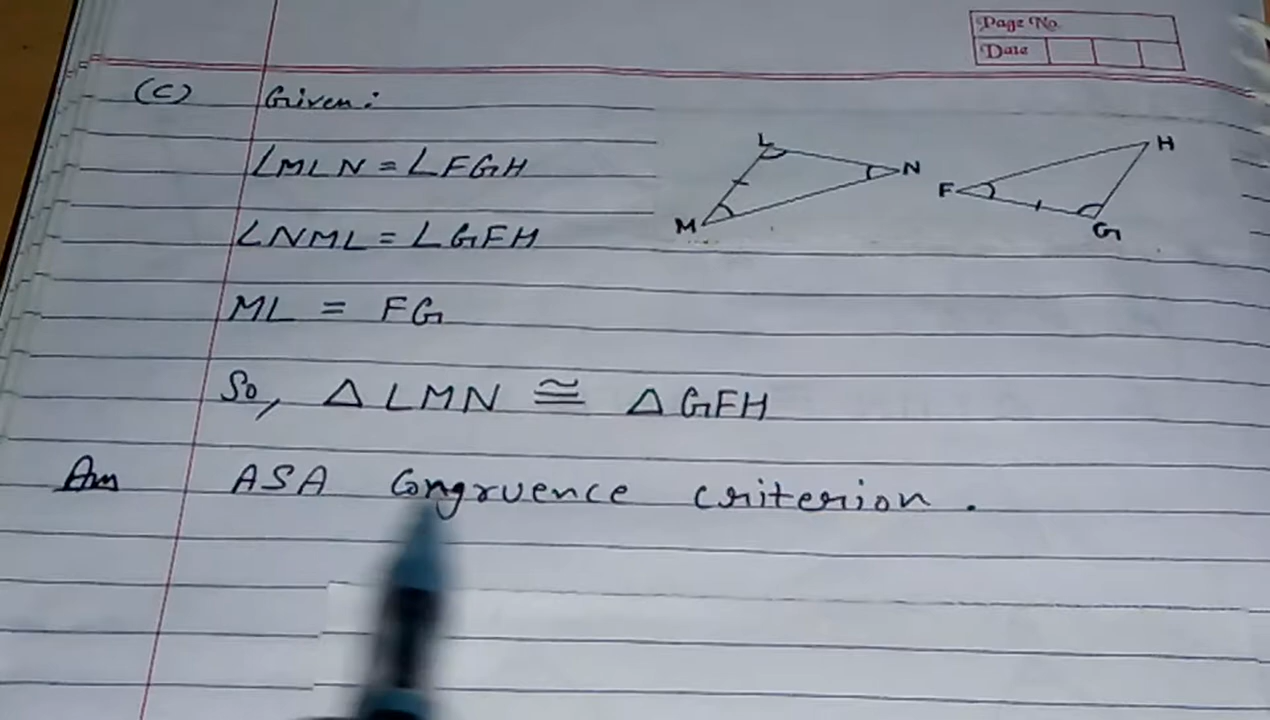 Page No.
Date
(C) Given:
∠MLN = ∠FGH
∠NML = ∠GFH
ML = FG
So, △LMN ≅ △GFH
Ans ASA Congruence criterion.
L
M
N
F
H
G